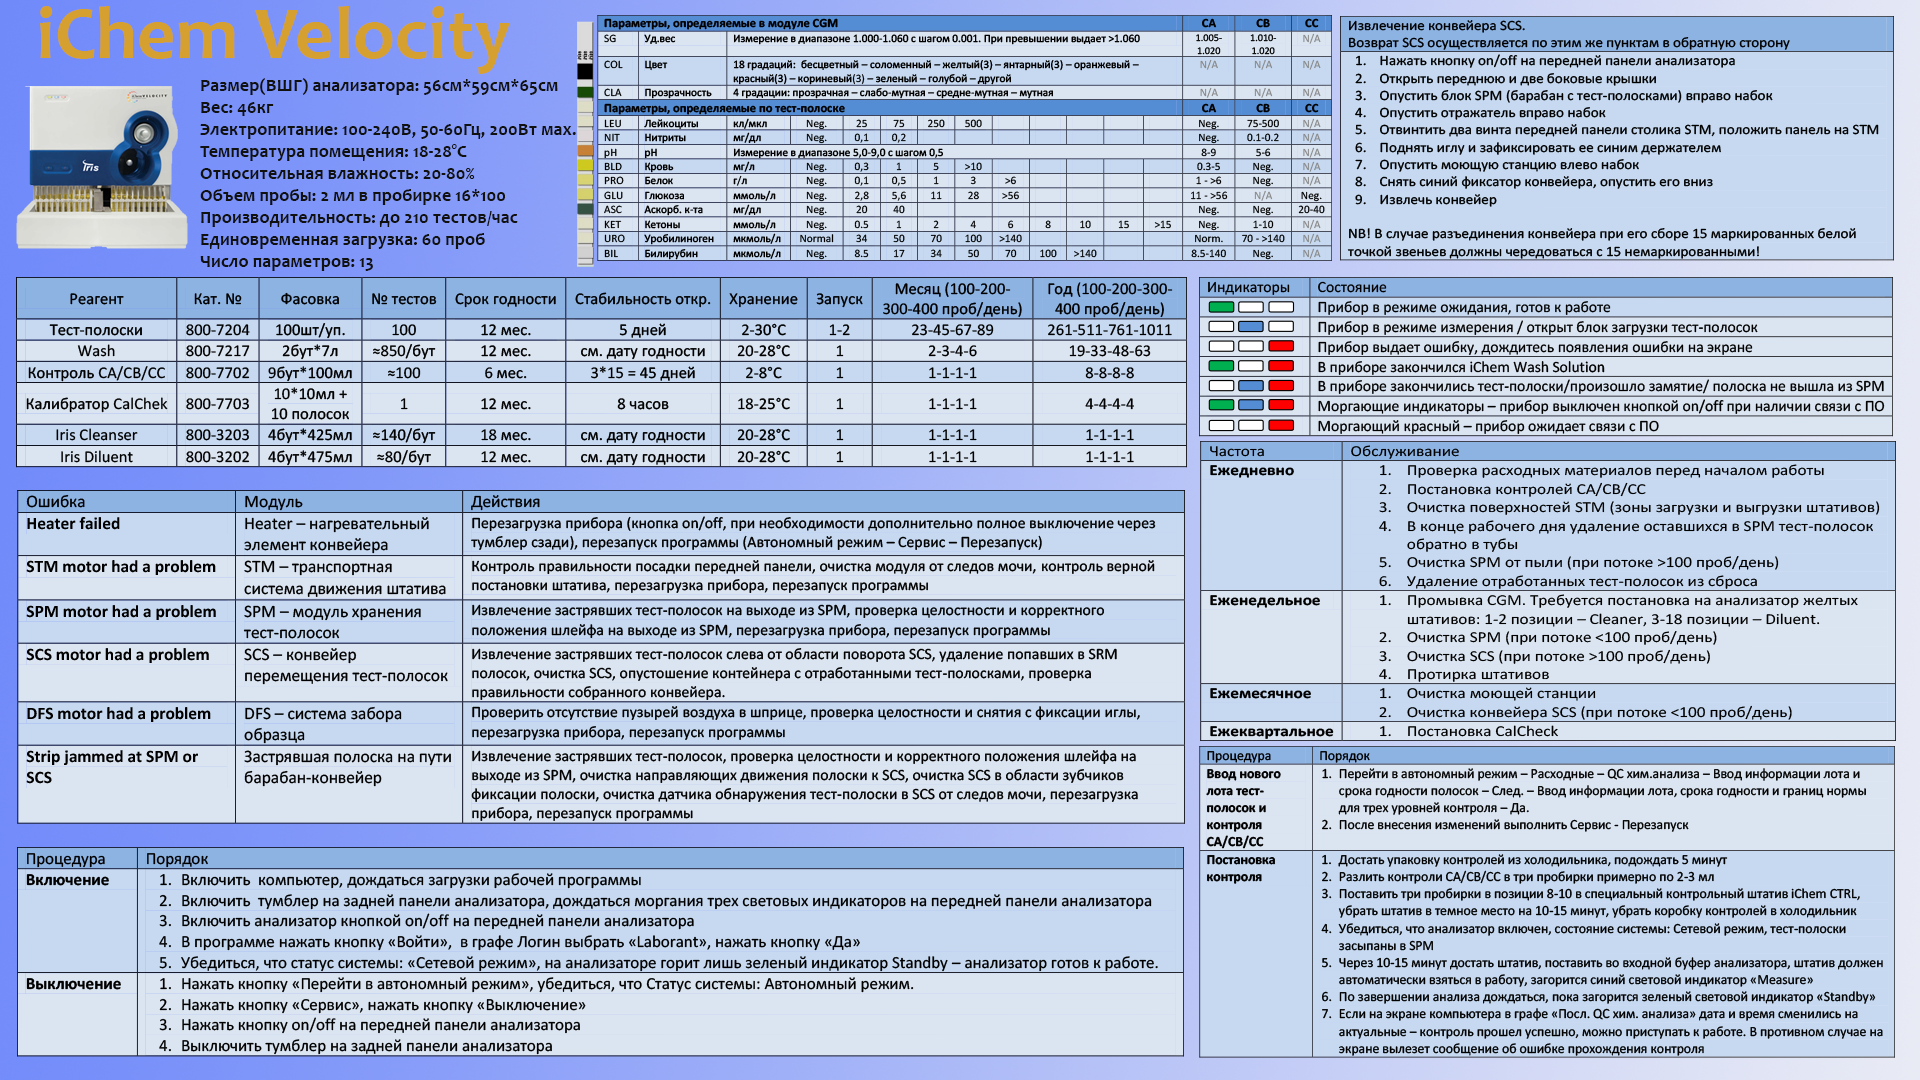 iChem Velocity
Размер(ВШГ) анализатора: 56см*59см*65см
Вес: 46кг
Электропитание: 100-240В, 50-60Гц, 200Вт мах.
Температура помещения: 18-28°С
Относительная влажность: 20-80%
Объем пробы: 2 мл в пробирке 16*100
Производительность: до 210 тестов/час
Единовременная загрузка: 60 проб
Число параметров: 13
Iris
Параметры, определяемые в модуле CGM CA CB CC
SG Уд.вес Измерение в диапазоне 1.000-1.060 с шагом 0.001. При превышении выдает >1.060 1.005- 1.010- N/A
1.020 1.020
COL Цвет 18 градаций: бесцветный – соломенный – желтый(3) – янтарный(3) – оранжевый – N/A N/A N/A
красный(3) – кориневый(3) – зеленый – голубой – другой
CLA Прозрачность 4 градации: прозрачная – слабо-мутная – средне-мутная – мутная N/A N/A N/A
Параметры, определяемые по тест-полоске CA CB CC
LEU Лейкоциты кл/мкл Neg. 25 75 250 500 Neg. 75-500 N/A
NIT Нитриты мг/дл Neg. 0,1 0,2 Neg. 0.1-0.2 N/A
pH pH Измерение в диапазоне 5,0-9,0 с шагом 0,5 8-9 5-6 N/A
BLD Кровь мг/л Neg. 0,3 1 5 >10 0.3-5 Neg. N/A
PRO Белок г/л Neg. 0,1 0,5 1 3 >6 1 - >6 Neg. N/A
GLU Глюкоза ммоль/л Neg. 2,8 5,6 11 28 >56 11 - >56 N/A Neg.
ASC Аскорб. к-та мг/дл Neg. 20 40 Neg. Neg. 20-40
KET Кетоны ммоль/л Neg. 0.5 1 2 4 6 8 10 15 >15 Neg. 1-10 N/A
URO Уробилиноген мкмоль/л Normal 34 50 70 100 >140 Norm. 70 - >140 N/A
BIL Билирубин мкмоль/л Neg. 8.5 17 34 50 70 100 >140 8.5-140 Neg. N/A
Извлечение конвейера SCS.
Возврат SCS осуществляется по этим же пунктам в обратную сторону
1. Нажать кнопку on/off на передней панели анализатора
2. Открыть переднюю и две боковые крышки
3. Опустить блок SPM (барабан с тест-полосками) вправо набок
4. Опустить отражатель вправо набок
5. Отвинтить два винта передней панели столика STM, положить панель на STM
6. Поднять иглу и зафиксировать ее синим держателем
7. Опустить моющую станцию влево набок
8. Снять синий фиксатор конвейера, опустить его вниз
9. Извлечь конвейер
NB! В случае разъединения конвейера при его сборе 15 маркированных белой
точкой звеньев должны чередоваться с 15 немаркированными!
Реагент Кат. № Фасовка № тестов Срок годности Стабильность откр. Хранение Запуск Месяц (100-200- Год (100-200-300-
300-400 проб/день) 400 проб/день)
Тест-полоски 800-7204 100шт/уп. 100 12 мес. 5 дней 2-30°С 1-2 23-45-67-89 261-511-761-1011
Wash 800-7217 2бут*7л ≈850/бут 12 мес. см. дату годности 20-28°С 1 2-3-4-6 19-33-48-63
Контроль CA/CB/CC 800-7702 9бут*100мл ≈100 6 мес. 3*15 = 45 дней 2-8°С 1 1-1-1-1 8-8-8-8
Калибратор CalChek 800-7703 10*10мл + 1 12 мес. 8 часов 18-25°С 1 1-1-1-1 4-4-4-4
10 полосок
Iris Cleanser 800-3203 4бут*425мл ≈140/бут 18 мес. см. дату годности 20-28°С 1 1-1-1-1 1-1-1-1
Iris Diluent 800-3202 4бут*475мл ≈80/бут 12 мес. см. дату годности 20-28°С 1 1-1-1-1 1-1-1-1
Индикаторы Состояние
Прибор в режиме ожидания, готов к работе
Прибор в режиме измерения / открыт блок загрузки тест-полосок
Прибор выдает ошибку, дождитесь появления ошибки на экране
В приборе закончился iChem Wash Solution
В приборе закончились тест-полоски/произошло замятие/ полоска не вышла из SPM
Моргающие индикаторы – прибор выключен кнопкой on/off при наличии связи с ПО
Моргающий красный – прибор ожидает связи с ПО
Частота Обслуживание
Ежедневно 1. Проверка расходных материалов перед началом работы
2. Постановка контролей CA/CB/CC
3. Очистка поверхностей STM (зоны загрузки и выгрузки штативов)
4. В конце рабочего дня удаление оставшихся в SPM тест-полосок
обратно в тубы
5. Очистка SPM от пыли (при потоке >100 проб/день)
6. Удаление отработанных тест-полосок из сброса
Еженедельное 1. Промывка CGM. Требуется постановка на анализатор желтых
штативов: 1-2 позиции – Cleaner, 3-18 позиции – Diluent.
2. Очистка SPM (при потоке <100 проб/день)
3. Очистка SCS (при потоке >100 проб/день)
4. Протирка штативов
Ежемесячное 1. Очистка моющей станции
2. Очистка конвейера SCS (при потоке <100 проб/день)
Ежеквартальное 1. Постановка CalCheck
Ошибка Модуль Действия
Heater failed Heater – нагревательный Перезагрузка прибора (кнопка on/off, при необходимости дополнительно полное выключение через
элемент конвейера тумблер сзади), перезапуск программы (Автономный режим – Сервис – Перезапуск)
STM motor had a problem STM – транспортная Контроль правильности посадки передней панели, очистка модуля от следов мочи, контроль верной
система движения штатива постановки штатива, перезагрузка прибора, перезапуск программы
SPM motor had a problem SPM – модуль хранения Извлечение застрявших тест-полосок на выходе из SPM, проверка целостности и корректного
тест-полосок положения шлейфа на выходе из SPM, перезагрузка прибора, перезапуск программы
SCS motor had a problem SCS – конвейер Извлечение застрявших тест-полосок слева от области поворота SCS, удаление попавших в SRM
перемещения тест-полосок полосок, очистка SCS, опустошение контейнера с отработанными тест-полосками, проверка
правильности собранного конвейера.
DFS motor had a problem DFS – система забора Проверить отсутствие пузырей воздуха в шприце, проверка целостности и снятия с фиксации иглы,
образца перезагрузка прибора, перезапуск программы
Strip jammed at SPM or Застрявшая полоска на пути Извлечение застрявших тест-полосок, проверка целостности и корректного положения шлейфа на
SCS барабан-конвейер выходе из SPM, очистка направляющих движения полоски к SCS, очистка SCS в области зубчиков
фиксации полоски, очистка датчика обнаружения тест-полоски в SCS от следов мочи, перезагрузка
прибора, перезапуск программы
Процедура Порядок
Ввод нового 1. Перейти в автономный режим – Расходные – QC хим.анализа – Ввод информации лота и
лота тест- срока годности полосок – След. – Ввод информации лота, срока годности и границ нормы
полосок и для трех уровней контроля – Да.
контроля 2. После внесения изменений выполнить Сервис - Перезапуск
CA/CB/CC
Постановка 1. Достать упаковку контролей из холодильника, подождать 5 минут
контроля 2. Разлить контроли CA/CB/CC в три пробирки примерно по 2-3 мл
3. Поставить три пробирки в позиции 8-10 в специальный контрольный штатив iChem CTRL,
убрать штатив в темное место на 10-15 минут, убрать коробку контролей в холодильник
4. Убедиться, что анализатор включен, состояние системы: Сетевой режим, тест-полоски
засыпаны в SPM
5. Через 10-15 минут достать штатив, поставить во входной буфер анализатора, штатив должен
автоматически взяться в работу, загорится синий световой индикатор «Measure»
6. По завершении анализа дождаться, пока загорится зеленый световой индикатор «Standby»
7. Если на экране компьютера в графе «Посл. QC хим. анализа» дата и время сменились на
актуальные – контроль прошел успешно, можно приступать к работе. В противном случае на
экране вылезет сообщение об ошибке прохождения контроля
Процедура Порядок
Включение 1. Включить компьютер, дождаться загрузки рабочей программы
2. Включить тумблер на задней панели анализатора, дождаться моргания трех световых индикаторов на передней панели анализатора
3. Включить анализатор кнопкой on/off на передней панели анализатора
4. В программе нажать кнопку «Войти», в графе Логин выбрать «Laborant», нажать кнопку «Да»
5. Убедиться, что статус системы: «Сетевой режим», на анализаторе горит лишь зеленый индикатор Standby – анализатор готов к работе.
Выключение 1. Нажать кнопку «Перейти в автономный режим», убедиться, что Статус системы: Автономный режим.
2. Нажать кнопку «Сервис», нажать кнопку «Выключение»
3. Нажать кнопку on/off на передней панели анализатора
4. Выключить тумблер на задней панели анализатора